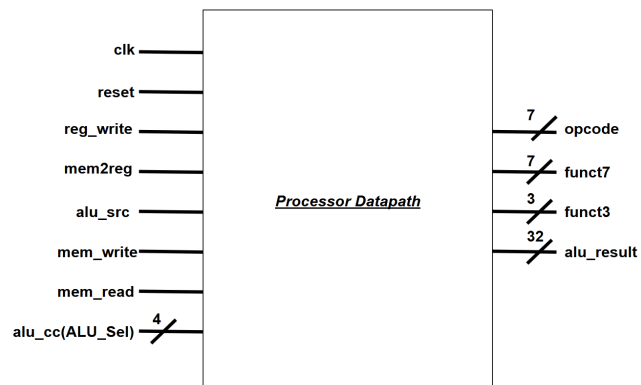 clk
reset
reg_write
mem2reg
alu_src
mem_write
mem_read
4
alu_cc(ALU_Sel)
Processor Datapath
7
opcode
7
funct7
3
funct3
32
alu_result